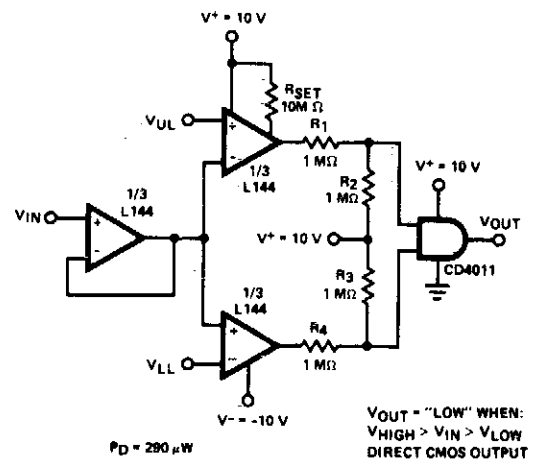 V+ = 10 V
RSET
10M Ω
VUL
+
-
1/3
L144
R1
1 MΩ
R2
1 MΩ
V+ = 10 V
VIN
1/3
L144
+
-
V+ = 10 V
VOUT
CD4011
R3
1 MΩ
1/3
L144
+
-
VLL
R4
1 MΩ
V- = -10 V
PD = 290 µW
VOUT = "LOW" WHEN:
VHIGH > VIN > VLOW
DIRECT CMOS OUTPUT